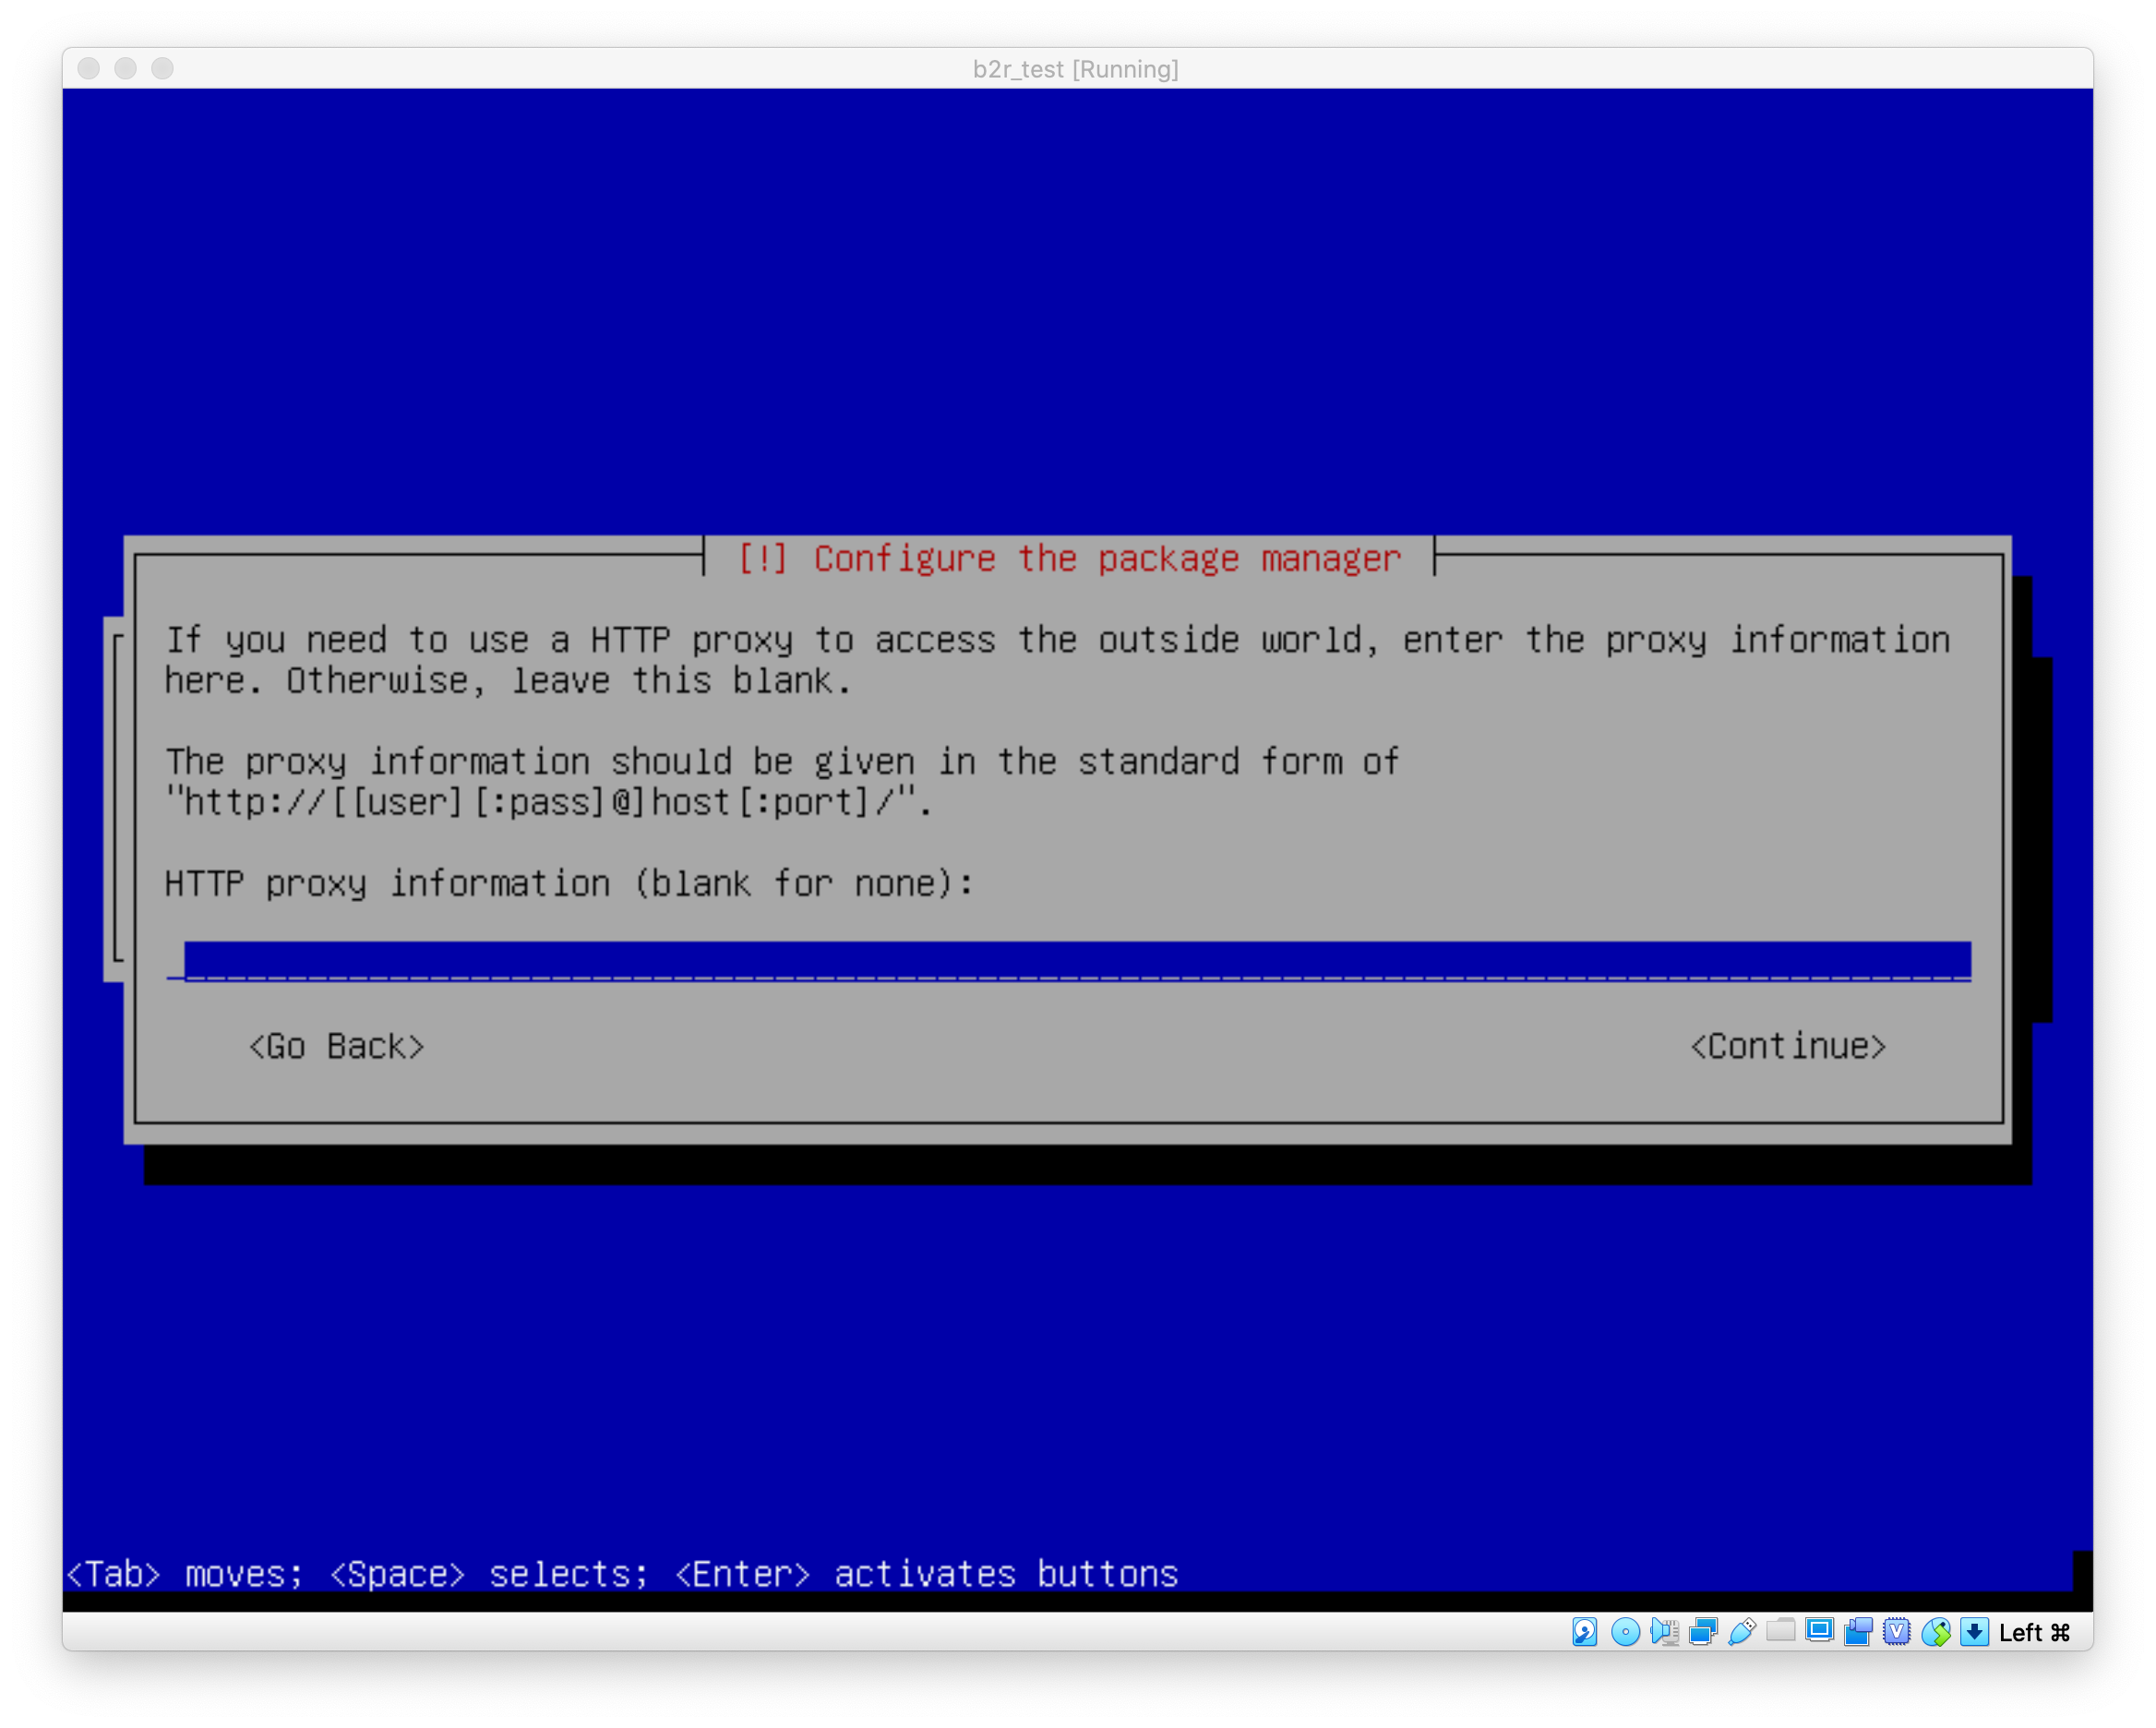 b2r_test [Running]
[!] Configure the package manager
If you need to use a HTTP proxy to access the outside world, enter the proxy information
here. Otherwise, leave this blank.
The proxy information should be given in the standard form of
"http://[[user][:pass]@]host[:port]/".
HTTP proxy information (blank for none):
<Go Back> <Continue>
<Tab> moves; <Space> selects; <Enter> activates buttons
Left ⌘